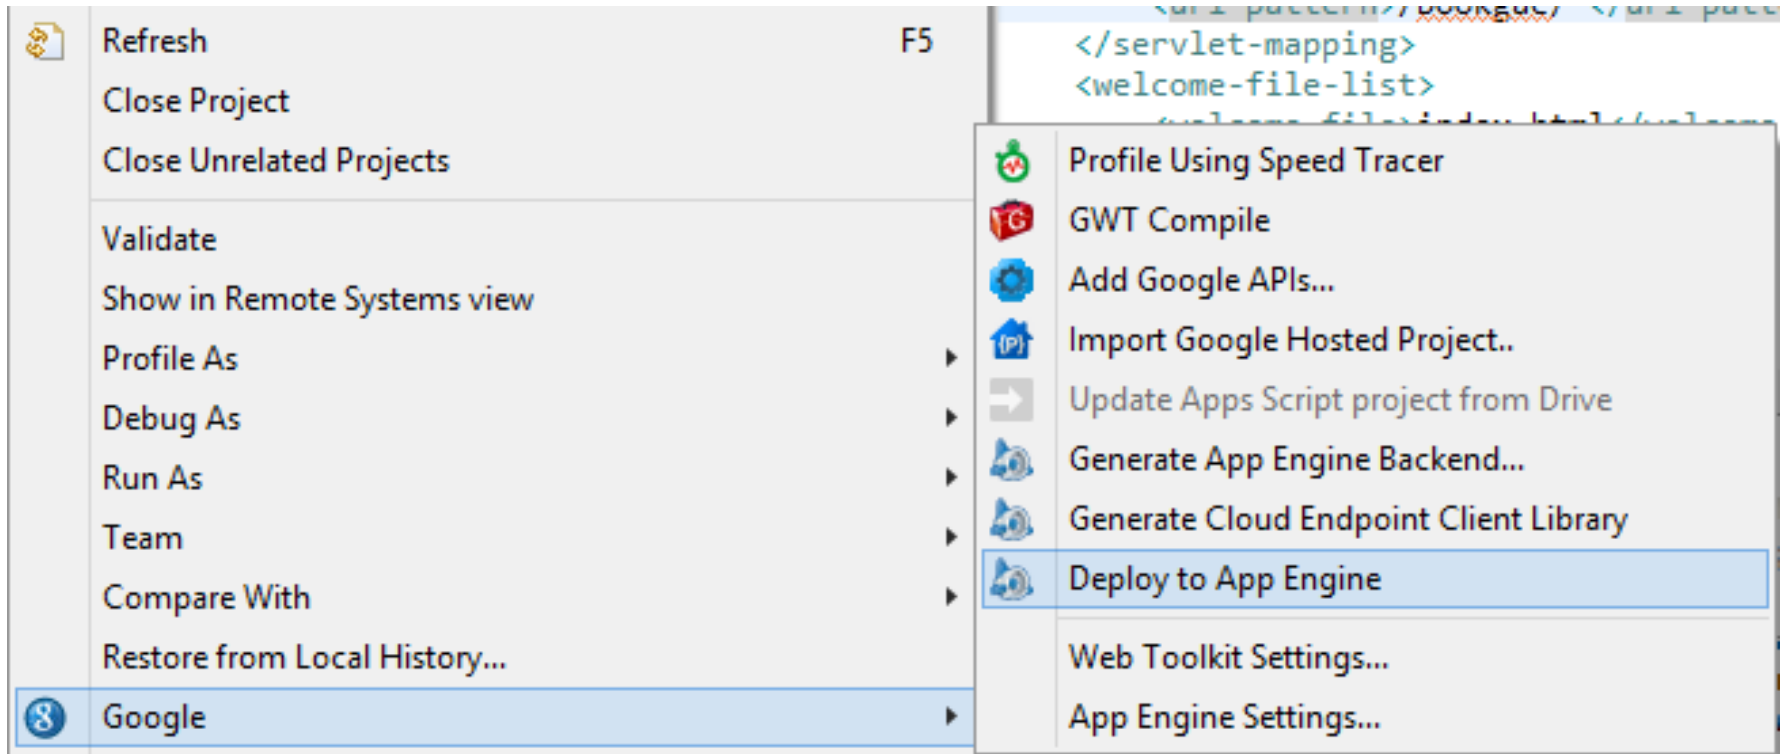 Refresh F5
Close Project
Close Unrelated Projects
Validate
Show in Remote Systems view
Profile As
Debug As
Run As
Team
Compare With
Restore from Local History...
Google
</servlet-mapping>
<welcome-file-list>
Profile Using Speed Tracer
GWT Compile
Add Google APIs...
Import Google Hosted Project..
Update Apps Script project from Drive
Generate App Engine Backend...
Generate Cloud Endpoint Client Library
Deploy to App Engine
Web Toolkit Settings...
App Engine Settings...